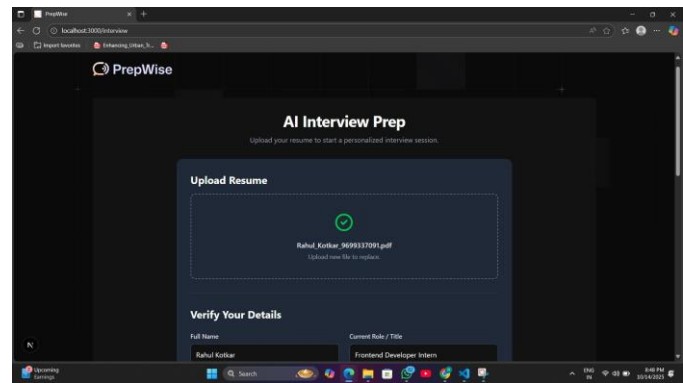 PrepWise
localhost:3000/interview
Import favorites
Enhancing_Urban_Tr...
PrepWise
AI Interview Prep
Upload your resume to start a personalized interview session.
Upload Resume
Rahul_Kotkar_9699337091.pdf
Upload new file to replace.
Verify Your Details
Full Name
Current Role / Title
Rahul Kotkar
Frontend Developer Intern
N
Upcoming
Earnings
Search
ENG
IN
8:48 PM
10/14/2025